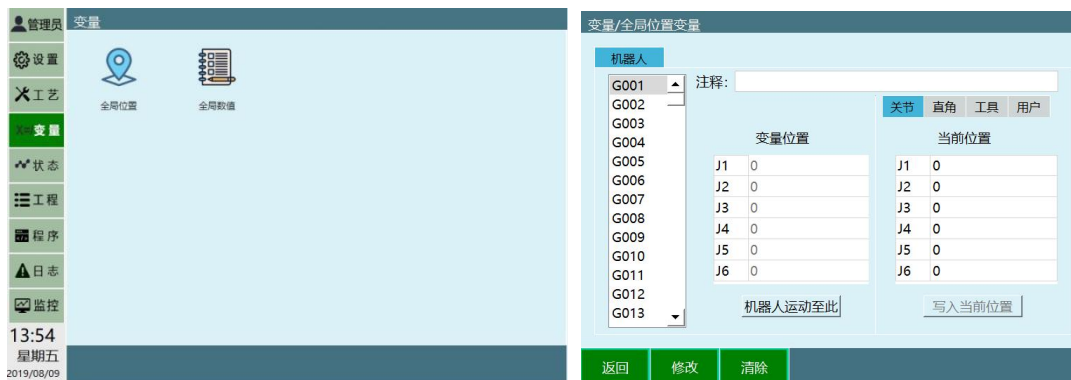 管理员
变量
设置
工艺
X=变量
状态
工程
程序
日志
监控
13:54
星期五
2019/08/09
全局位置
全局数值
变量/全局位置变量
机器人
G001
G002
G003
G004
G005
G006
G007
G008
G009
G010
G011
G012
G013
注释:
关节 直角 工具 用户
变量位置
J1 0
J2 0
J3 0
J4 0
J5 0
J6 0
机器人运动至此
当前位置
J1 0
J2 0
J3 0
J4 0
J5 0
J6 0
写入当前位置
返回 修改 清除